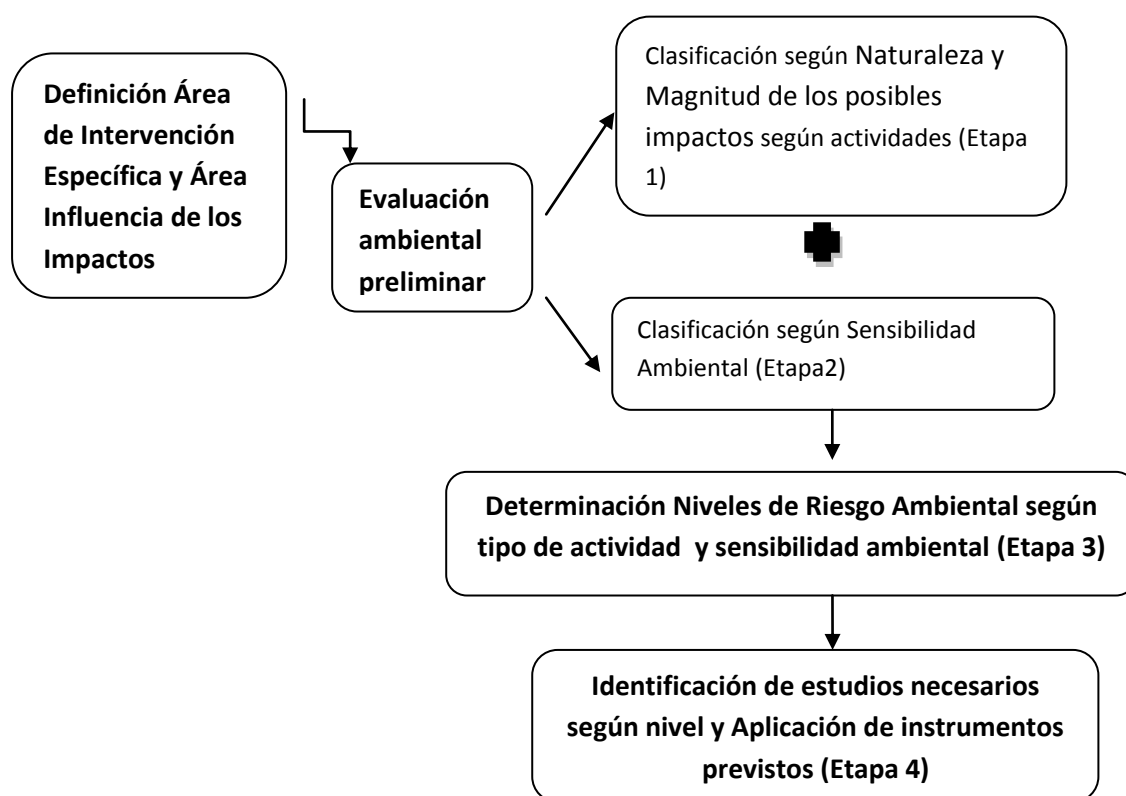 Definición Área
de Intervención
Específica y Área
Influencia de los
Impactos
Evaluación
ambiental
preliminar
Clasificación según Naturaleza y
Magnitud de los posibles
impactos según actividades (Etapa
1)
Clasificación según Sensibilidad
Ambiental (Etapa2)
Determinación Niveles de Riesgo Ambiental según
tipo de actividad y sensibilidad ambiental (Etapa 3)
Identificación de estudios necesarios
según nivel y Aplicación de instrumentos
previstos (Etapa 4)